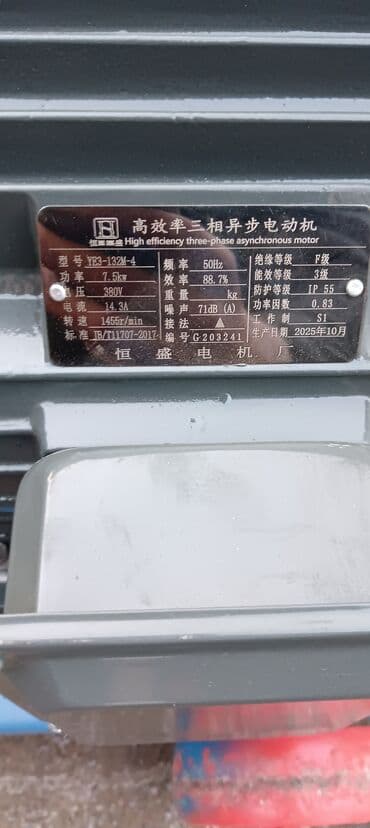 恒盛 高效率三相异步电动机
High efficiency three-phase asynchronous motor
型号 YE3-132M-4 频率 50Hz 绝缘等级 F级
功率 7.5kw 效率 88.7% 能效等级 3级
压 380V 重量 kg 防护等级 IP 55
电流 14.3A 噪声 71dB (A) 功率因数 0.83
转速 1455r/min 接法 △ 工作制 S1
标准 JB/T11707-2017 编号 G203241 生产日期 2025年10月
恒盛电机厂